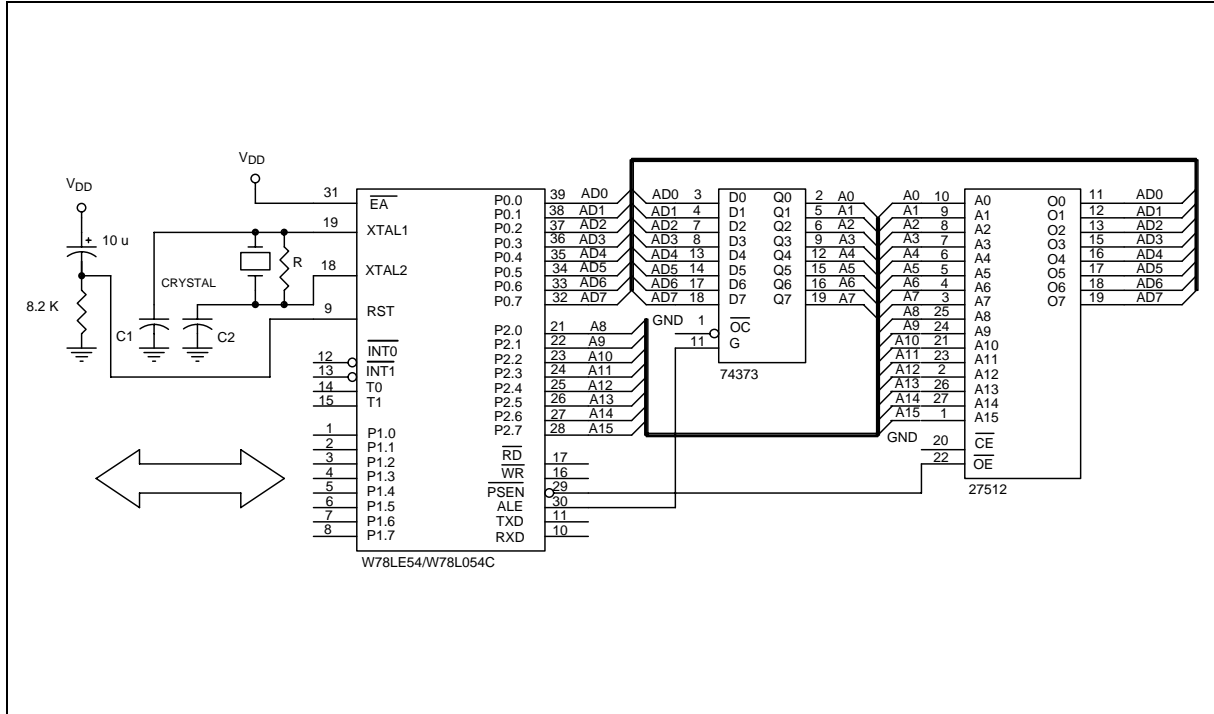 VDD
VDD
10 u
8.2 K
C1
C2
CRYSTAL
R
31 EA
19 XTAL1
18 XTAL2
9 RST
12 INT0
13 INT1
14 T0
15 T1
1 P1.0
2 P1.1
3 P1.2
4 P1.3
5 P1.4
6 P1.5
7 P1.6
8 P1.7
P0.0 39 AD0
P0.1 38 AD1
P0.2 37 AD2
P0.3 36 AD3
P0.4 35 AD4
P0.5 34 AD5
P0.6 33 AD6
P0.7 32 AD7
P2.0 21 A8
P2.1 22 A9
P2.2 23 A10
P2.3 24 A11
P2.4 25 A12
P2.5 26 A13
P2.6 27 A14
P2.7 28 A15
RD 17
WR 16
PSEN 29
ALE 30
TXD 11
RXD 10
W78LE54/W78L054C
AD0 3 D0 Q0 2 A0
AD1 4 D1 Q1 5 A1
AD2 7 D2 Q2 6 A2
AD3 8 D3 Q3 9 A3
AD4 13 D4 Q4 12 A4
AD5 14 D5 Q5 15 A5
AD6 17 D6 Q6 16 A6
AD7 18 D7 Q7 19 A7
GND 1 OC
11 G
74373
A0 10 A0 O0 11 AD0
A1 9 A1 O1 12 AD1
A2 8 A2 O2 13 AD2
A3 7 A3 O3 15 AD3
A4 6 A4 O4 16 AD4
A5 5 A5 O5 17 AD5
A6 4 A6 O6 18 AD6
A7 3 A7 O7 19 AD7
A8 25 A8
A9 24 A9
A10 21 A10
A11 23 A11
A12 2 A12
A13 26 A13
A14 27 A14
A15 1 A15
GND 20 CE
22 OE
27512